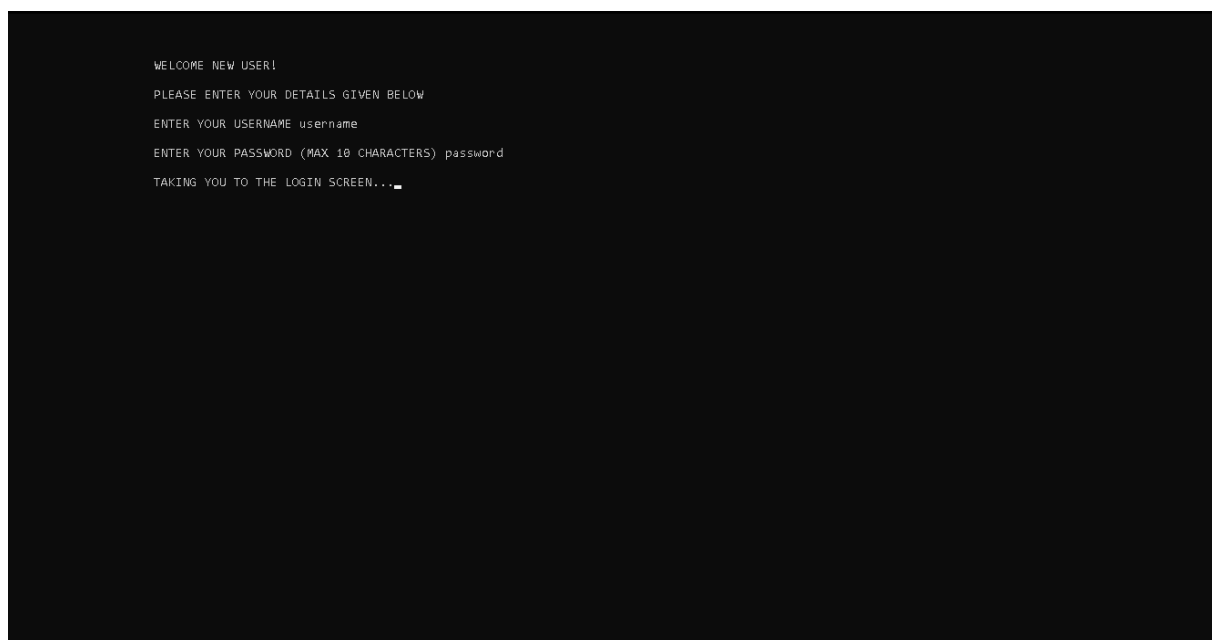 WELCOME NEW USER!
PLEASE ENTER YOUR DETAILS GIVEN BELOW
ENTER YOUR USERNAME username
ENTER YOUR PASSWORD (MAX 10 CHARACTERS) password
TAKING YOU TO THE LOGIN SCREEN...